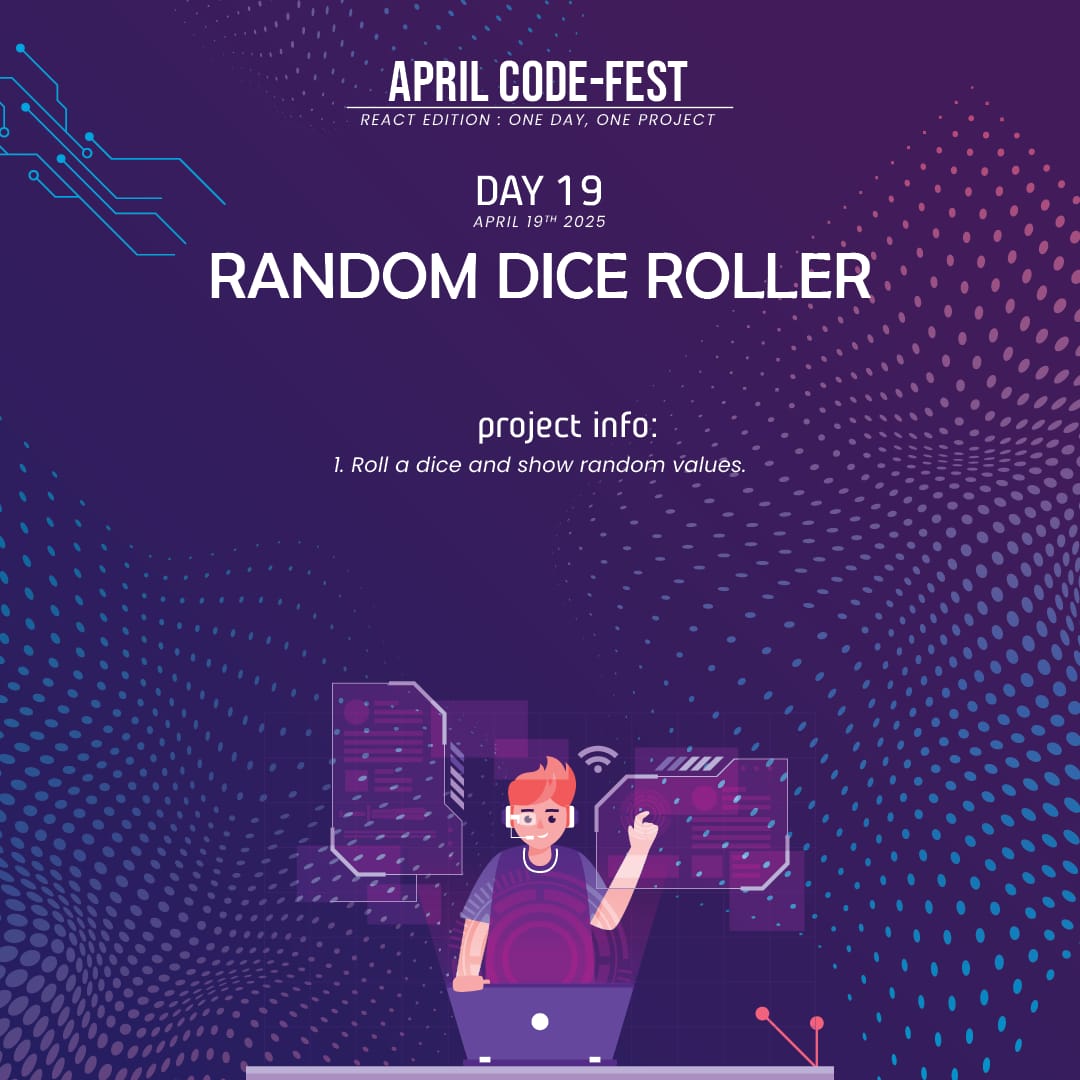 APRIL CODE-FEST
REACT EDITION : ONE DAY, ONE PROJECT
DAY 19
APRIL 19TH 2025
RANDOM DICE ROLLER
project info:
1. Roll a dice and show random values.